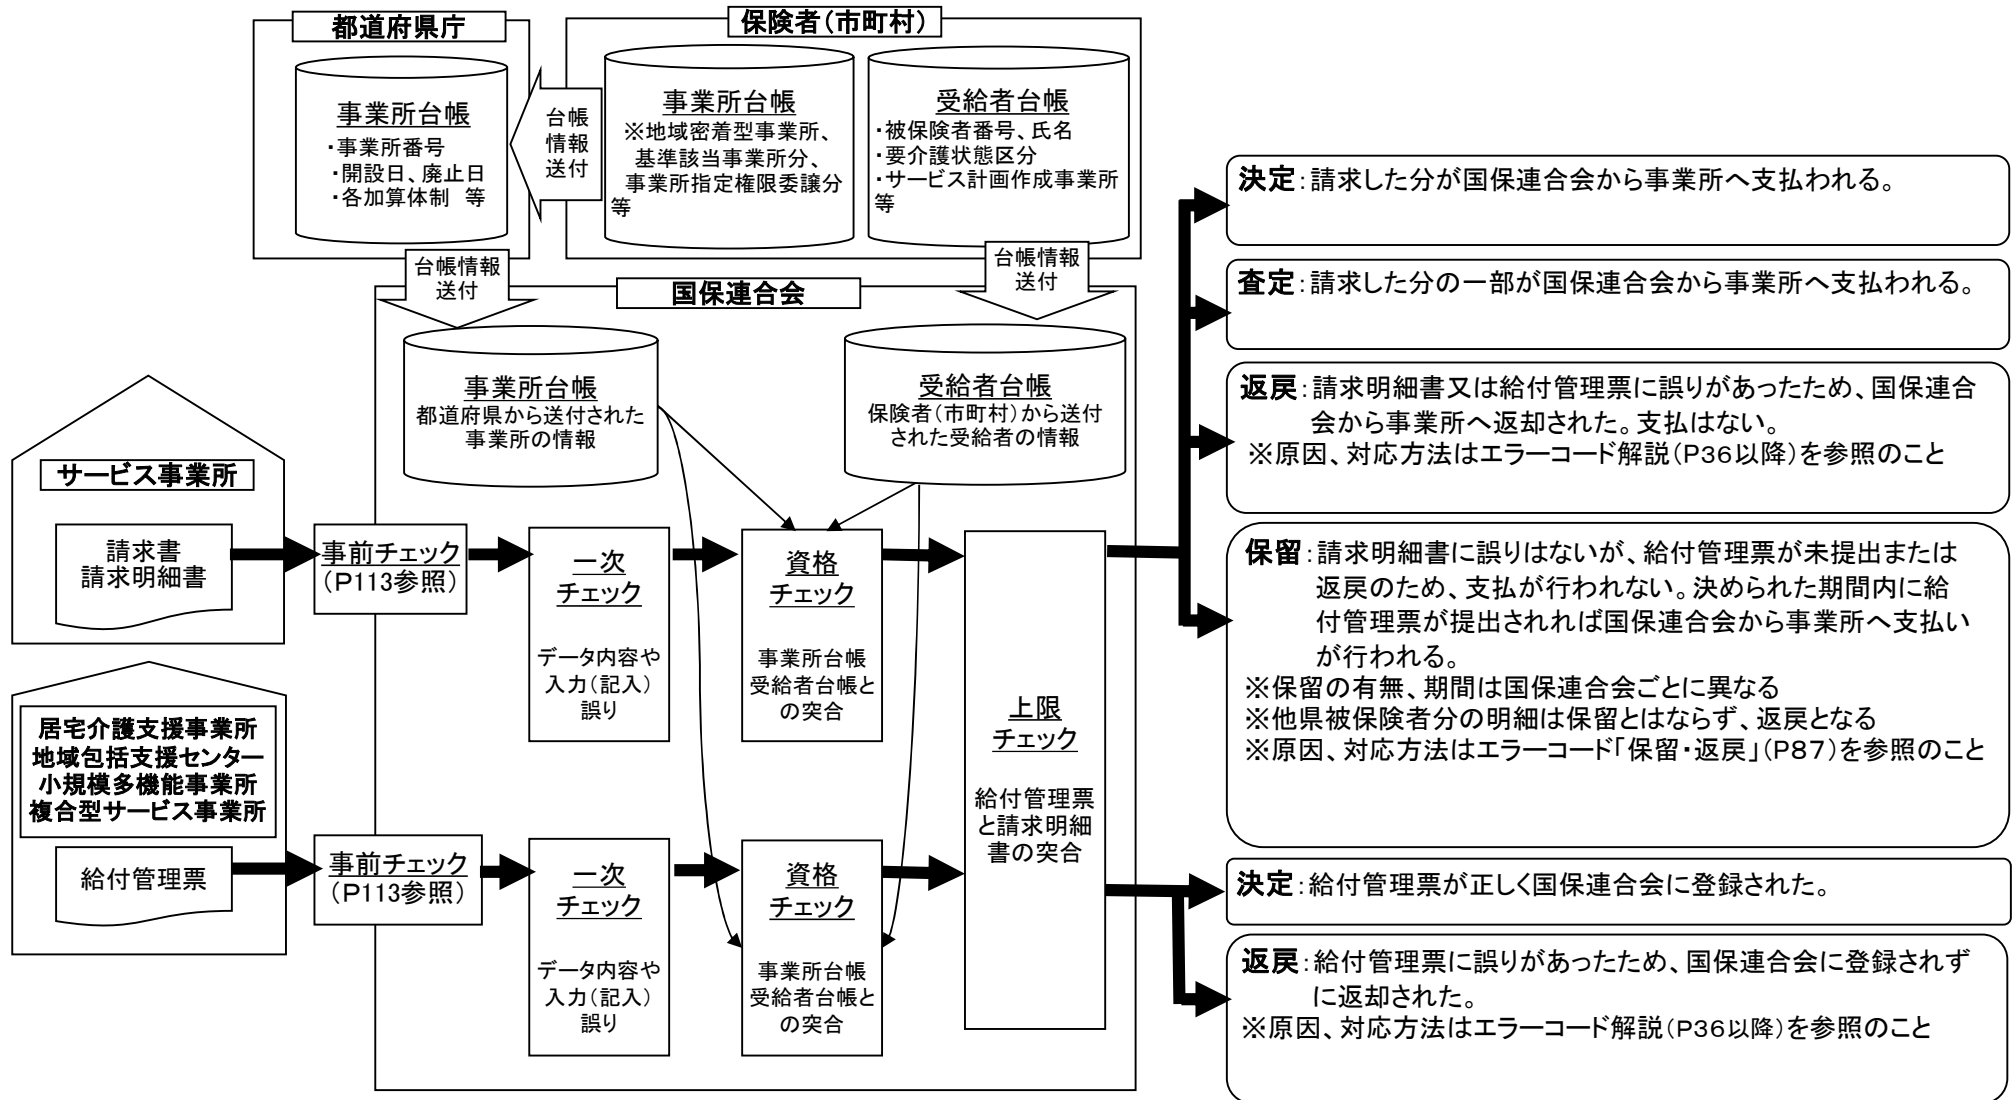 都道府県庁
事業所台帳
・事業所番号
・開設日、廃止日
・各加算体制　等
台帳
情報
送付
保険者(市町村)
事業所台帳
※地域密着型事業所、
基準該当事業所分、
事業所指定権限委譲分
等
受給者台帳
・被保険者番号、氏名
・要介護状態区分
・サービス計画作成事業所
等
台帳情報
送付
台帳情報
送付
国保連合会
事業所台帳
都道府県から送付された
事業所の情報
受給者台帳
保険者(市町村)から送付
された受給者の情報
サービス事業所
請求書
請求明細書
事前チェック
(P113参照)
一次
チェック
データ内容や
入力(記入)
誤り
資格
チェック
事業所台帳
受給者台帳と
の突合
上限
チェック
給付管理票
と請求明細
書の突合
居宅介護支援事業所
地域包括支援センター
小規模多機能事業所
複合型サービス事業所
給付管理票
事前チェック
(P113参照)
一次
チェック
データ内容や
入力(記入)
誤り
資格
チェック
事業所台帳
受給者台帳と
の突合
決定:請求した分が国保連合会から事業所へ支払われる。
査定:請求した分の一部が国保連合会から事業所へ支払われる。
返戻:請求明細書又は給付管理票に誤りがあったため、国保連合
会から事業所へ返却された。支払はない。
※原因、対応方法はエラーコード解説(P36以降)を参照のこと
保留:請求明細書に誤りはないが、給付管理票が未提出または
返戻のため、支払が行われない。決められた期間内に給
付管理票が提出されれば国保連合会から事業所へ支払い
が行われる。
※保留の有無、期間は国保連合会ごとに異なる
※他県被保険者分の明細は保留とはならず、返戻となる
※原因、対応方法はエラーコード「保留・返戻」(P87)を参照のこと
決定:給付管理票が正しく国保連合会に登録された。
返戻:給付管理票に誤りがあったため、国保連合会に登録されず
に返却された。
※原因、対応方法はエラーコード解説(P36以降)を参照のこと